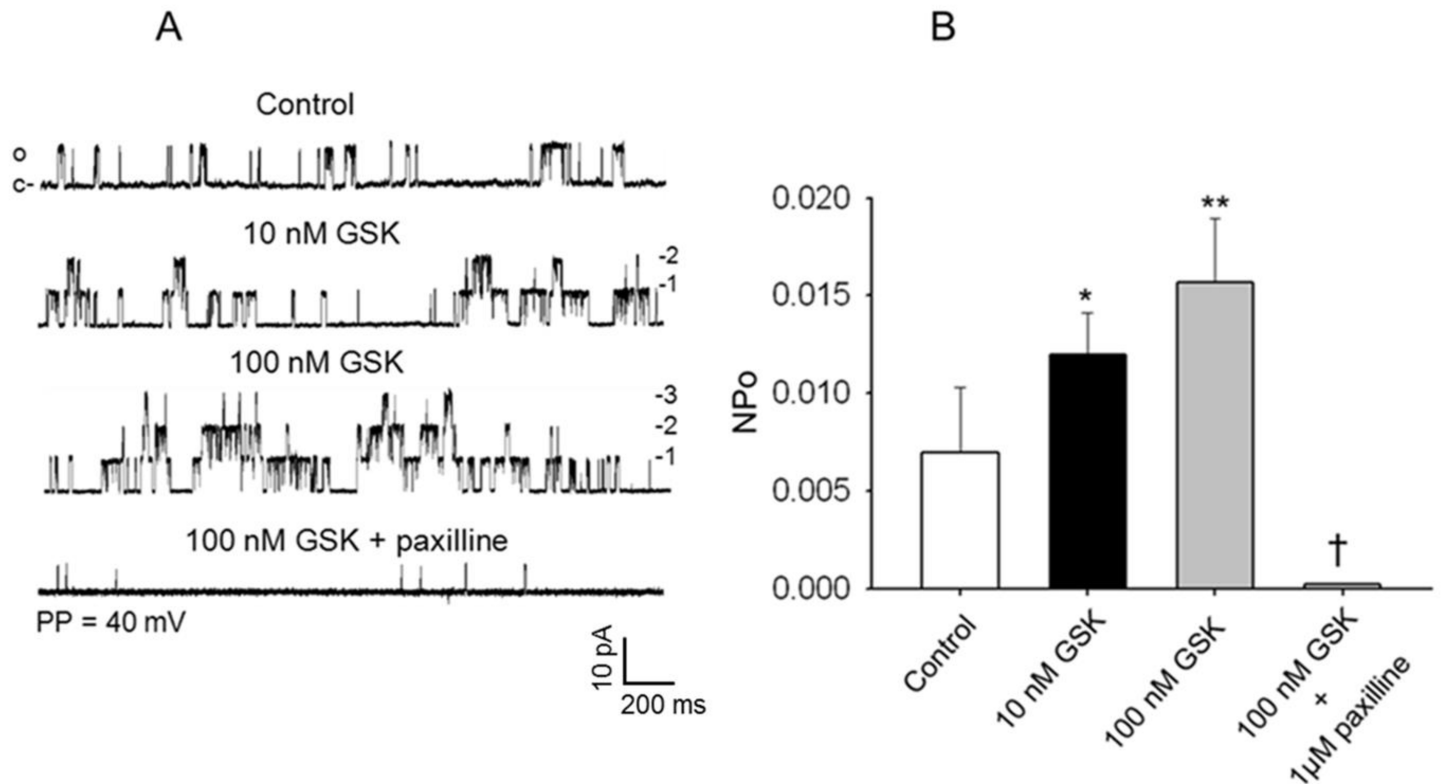 A
Control
o
c-
10 nM GSK
-2
-1
100 nM GSK
-3
-2
-1
100 nM GSK + paxilline
PP = 40 mV
10 pA
200 ms
B
NPo
0.020
0.015
0.010
0.005
0.000
*
**
†
Control
10 nM GSK
100 nM GSK
100 nM GSK
+
1µM paxilline